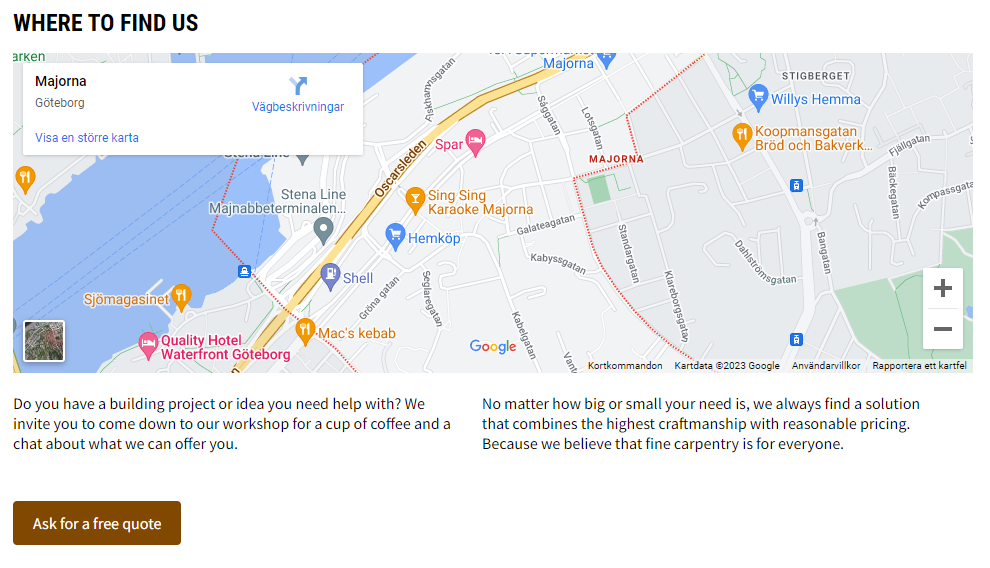 WHERE TO FIND US
arken
Majorna
Göteborg
Vägbeskrivningar
Visa en större karta
Majorna
STIGBERGET
Willys Hemma
Koopmansgatan
Bröd och Bakverk...
Askhamnsgatan
Såggatan
Lotsgatan
Fjällgatan
Spar
MAJORNA
Oscarsleden
Bäckegatan
Kompassgata
Stena Line
Stena Line
Majnabbeterminalen...
Sing Sing
Karaoke Majorna
Hemköp
Galateagatan
Standargatan
Bangatan
Dahlströmsgatan
Kabyssgatan
Shell
Gröna gatan
Seglaregatan
Klareborgsgatan
Sjömagasinet
Mac's kebab
Kabelgatan
Quality Hotel
Waterfront Göteborg
Google
Kortkommandon Kartdata ©2023 Google Användarvillkor Rapportera ett kartfel
Do you have a building project or idea you need help with? We
invite you to come down to our workshop for a cup of coffee and a
chat about what we can offer you.
No matter how big or small your need is, we always find a solution
that combines the highest craftmanship with reasonable pricing.
Because we believe that fine carpentry is for everyone.
Ask for a free quote